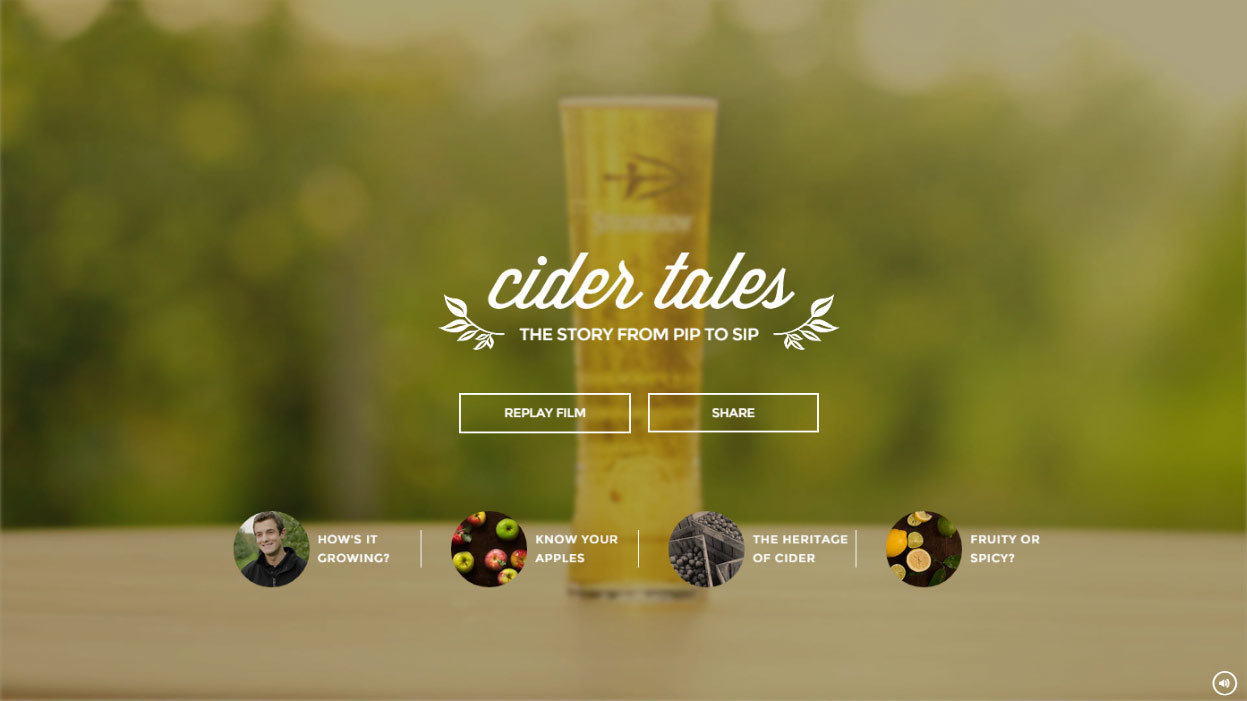 cider tales
THE STORY FROM PIP TO SIP
REPLAY FILM
SHARE
HOW'S IT
GROWING?
KNOW YOUR
APPLES
THE HERITAGE
OF CIDER
FRUITY OR
SPICY?